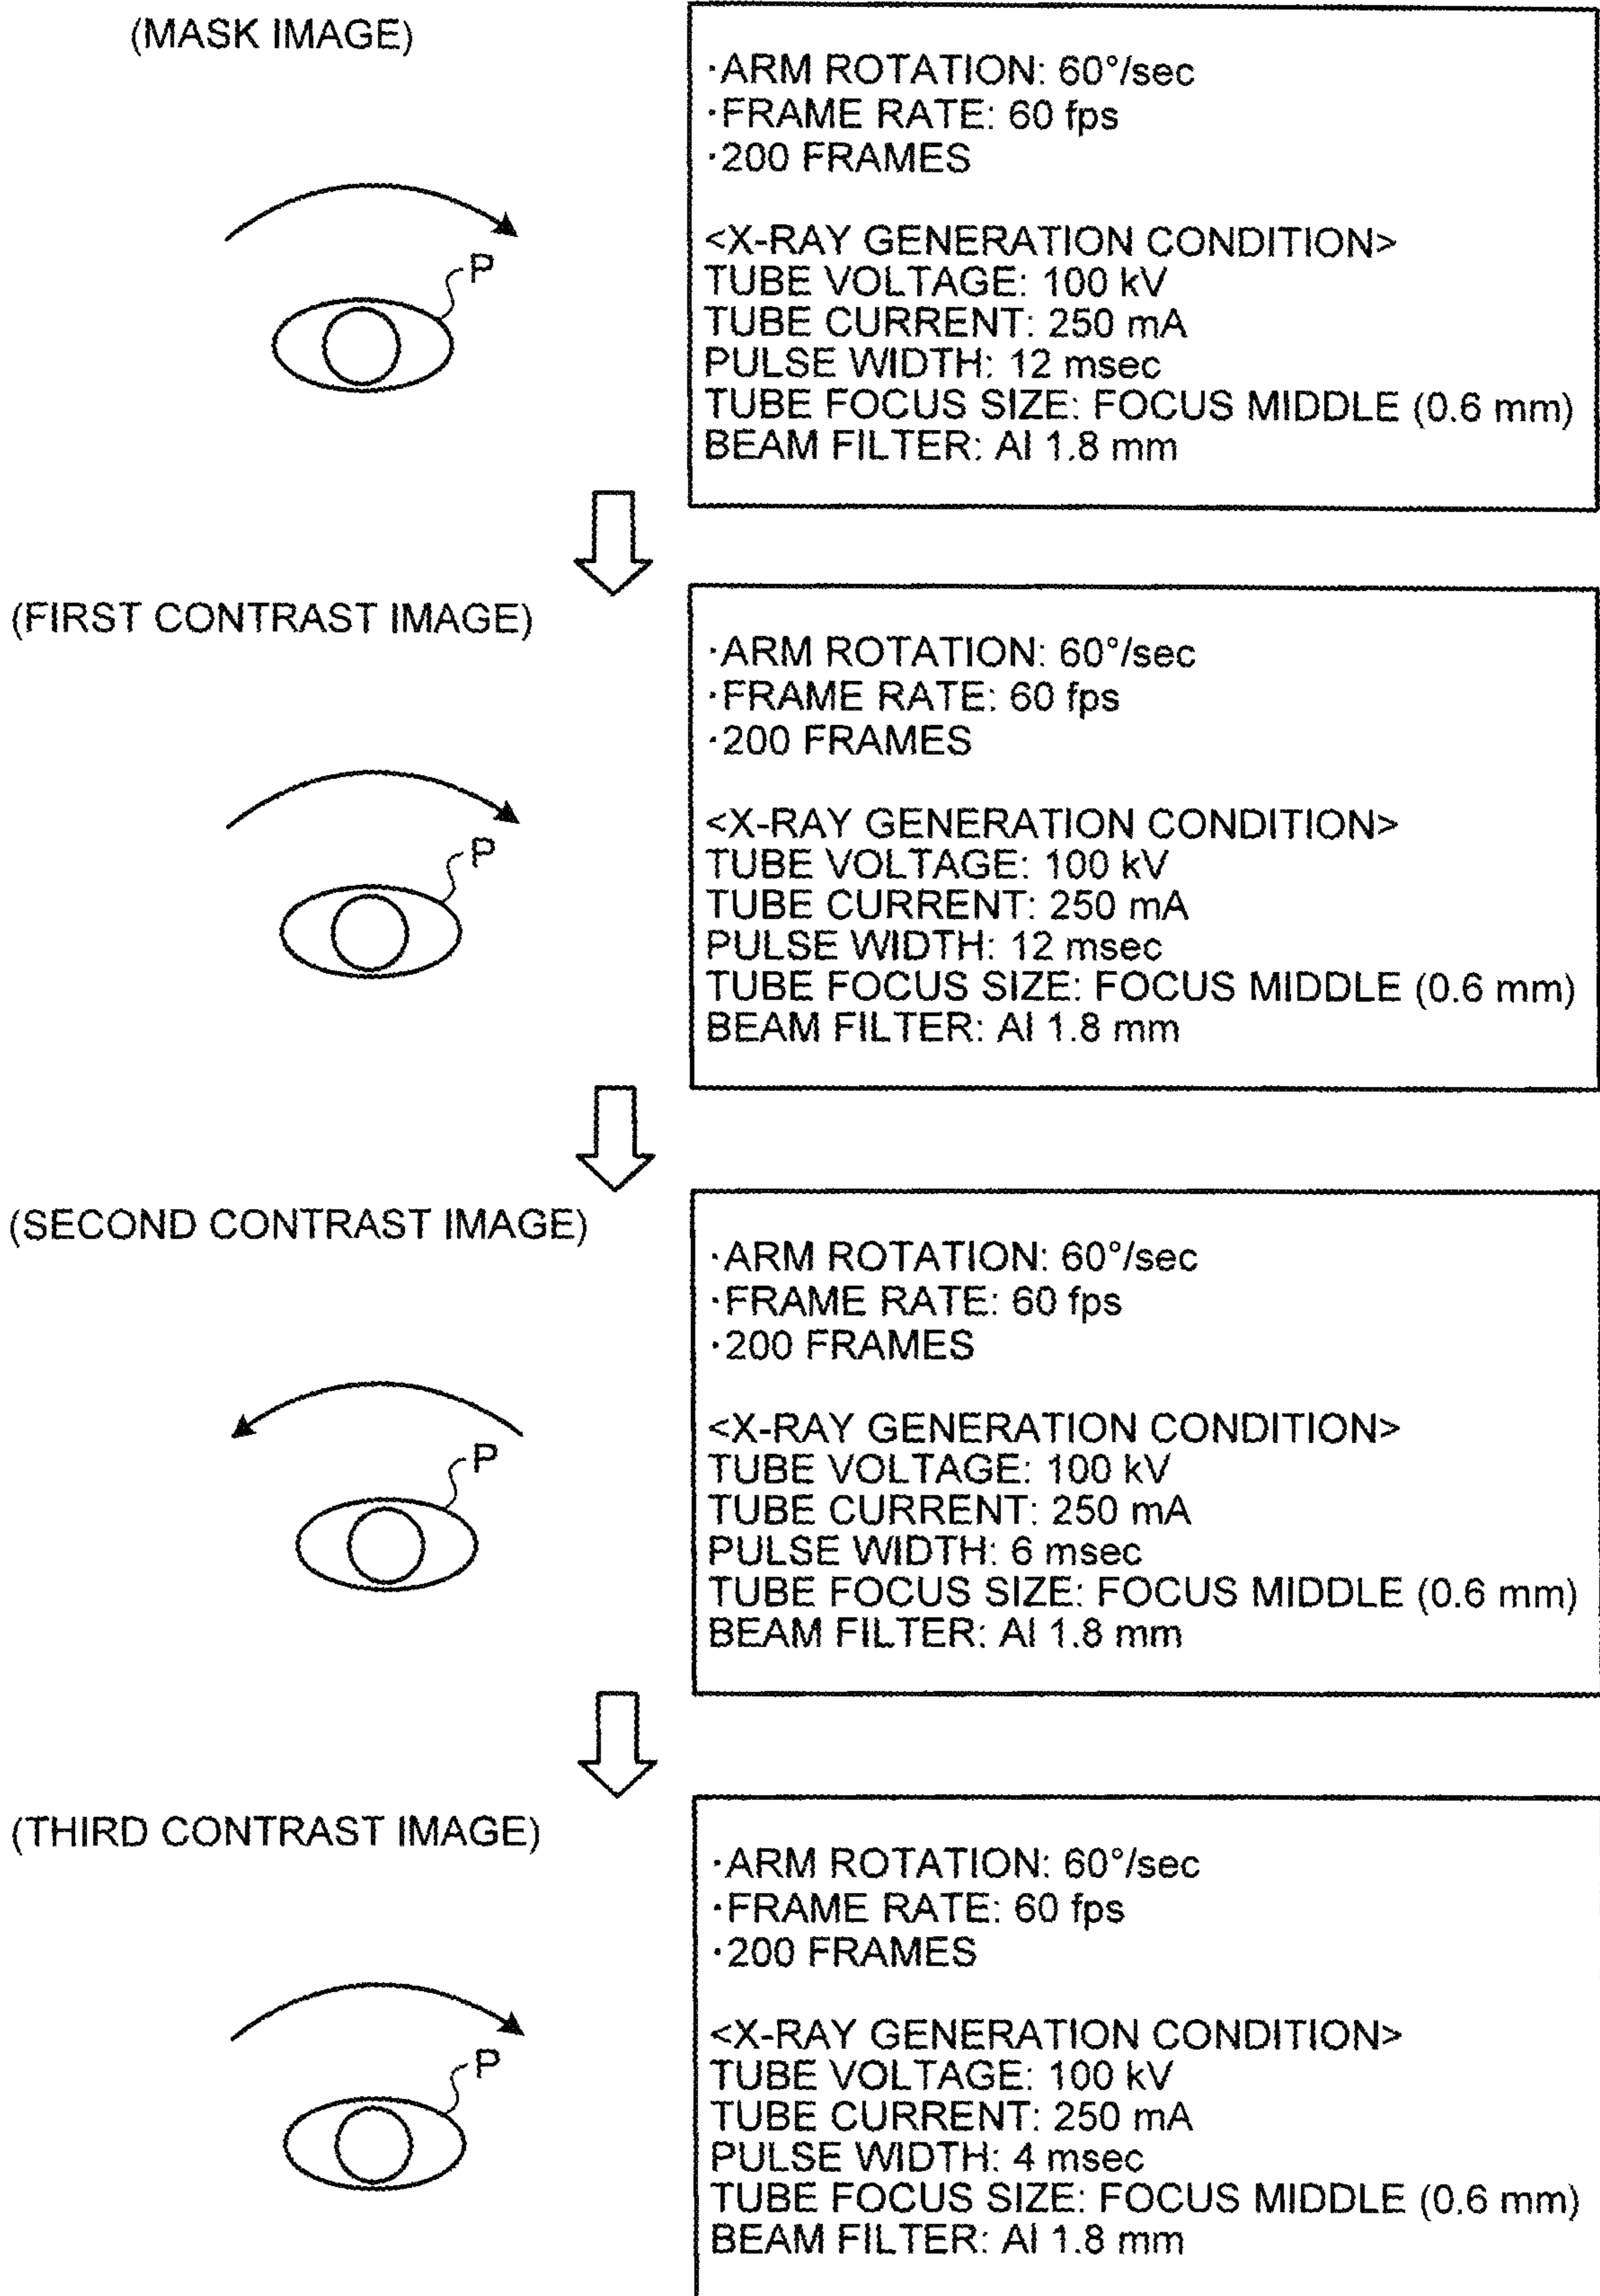 (MASK IMAGE)
·ARM ROTATION: 60°/sec
·FRAME RATE: 60 fps
·200 FRAMES
<X-RAY GENERATION CONDITION>
TUBE VOLTAGE: 100 kV
TUBE CURRENT: 250 mA
PULSE WIDTH: 12 msec
TUBE FOCUS SIZE: FOCUS MIDDLE (0.6 mm)
BEAM FILTER: Al 1.8 mm
P
(FIRST CONTRAST IMAGE)
·ARM ROTATION: 60°/sec
·FRAME RATE: 60 fps
·200 FRAMES
<X-RAY GENERATION CONDITION>
TUBE VOLTAGE: 100 kV
TUBE CURRENT: 250 mA
PULSE WIDTH: 12 msec
TUBE FOCUS SIZE: FOCUS MIDDLE (0.6 mm)
BEAM FILTER: Al 1.8 mm
P
(SECOND CONTRAST IMAGE)
·ARM ROTATION: 60°/sec
·FRAME RATE: 60 fps
·200 FRAMES
<X-RAY GENERATION CONDITION>
TUBE VOLTAGE: 100 kV
TUBE CURRENT: 250 mA
PULSE WIDTH: 6 msec
TUBE FOCUS SIZE: FOCUS MIDDLE (0.6 mm)
BEAM FILTER: Al 1.8 mm
P
(THIRD CONTRAST IMAGE)
·ARM ROTATION: 60°/sec
·FRAME RATE: 60 fps
·200 FRAMES
<X-RAY GENERATION CONDITION>
TUBE VOLTAGE: 100 kV
TUBE CURRENT: 250 mA
PULSE WIDTH: 4 msec
TUBE FOCUS SIZE: FOCUS MIDDLE (0.6 mm)
BEAM FILTER: Al 1.8 mm
P